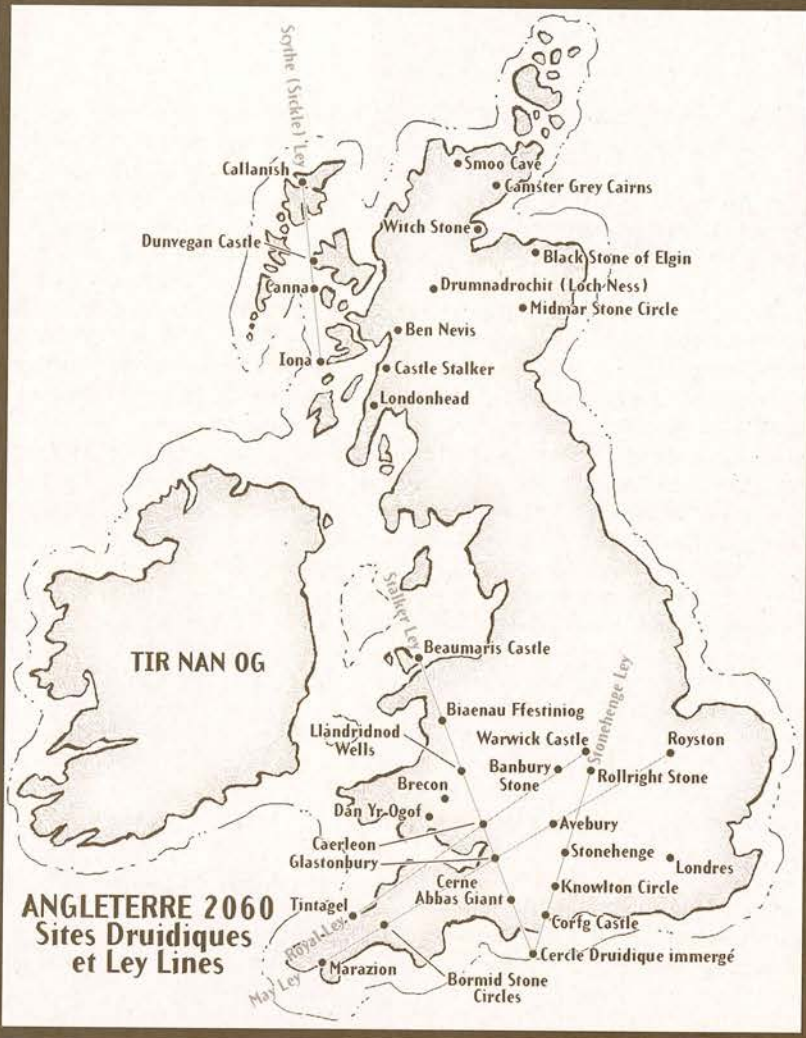 Scythe (Sickle) Ley
Callanish
Smoo Cave
Camster Grey Cairns
Witch Stone
Dunvegan Castle
Black Stone of Elgin
Canna
Drumnadrochit (Loch Ness)
Midmar Stone Circle
Ben Nevis
Iona
Castle Stalker
Londonhead
Stalker Ley
TIR NAN OG
Beaumaris Castle
Stonehenge Ley
Biaenau Ffestiniog
Llandridnod
Wells
Warwick Castle
Royston
Banbury
Stone
Rollright Stone
Brecon
Dan Yr-Ogof
Caerleon
Avebury
Glastonbury
Stonehenge
Londres
Cerne
Abbas Giant
Knowlton Circle
Tintagel
Corfg Castle
ANGLETERRE 2060
Sites Druidiques
et Ley Lines
Royal Ley
Cercle Druidique immergé
Marazion
May Ley
Bormid Stone
Circles